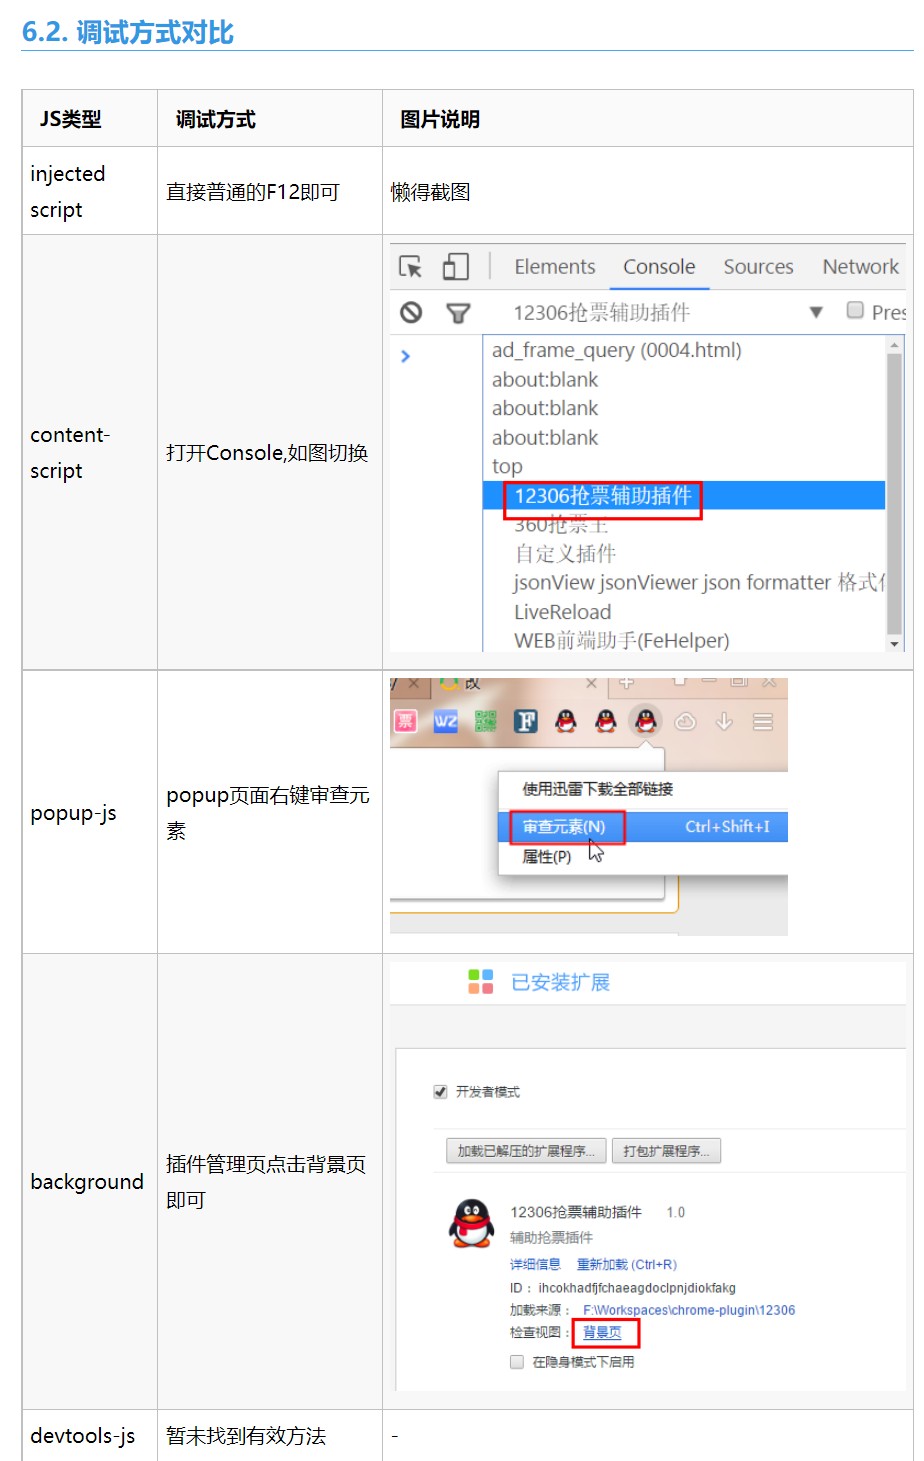 6.2. 调试方式对比
JS类型 调试方式 图片说明
injected
script
直接普通的F12即可
懒得截图
content-
script
打开Console,如图切换
Elements Console Sources Network
12306抢票辅助插件 ▼ Pres
ad_frame_query (0004.html)
about:blank
about:blank
about:blank
top
12306抢票辅助插件
360抢票王
自定义插件
jsonView jsonViewer json formatter 格式化
LiveReload
WEB前端助手(FeHelper)
popup-js
popup页面右键审查元
素
改
票 WZ F
使用迅雷下载全部链接
审查元素(N) Ctrl+Shift+I
属性(P)
background
插件管理页点击背景页
即可
已安装扩展
开发者模式
加载已解压的扩展程序... 打包扩展程序...
12306抢票辅助插件 1.0
辅助抢票插件
详细信息 重新加载 (Ctrl+R)
ID： ihcokhadfjfchaeagdoclpnjdiokfakg
加载来源： F:\Workspaces\chrome-plugin\12306
检查视图： 背景页
在隐身模式下启用
devtools-js 暂未找到有效方法 -